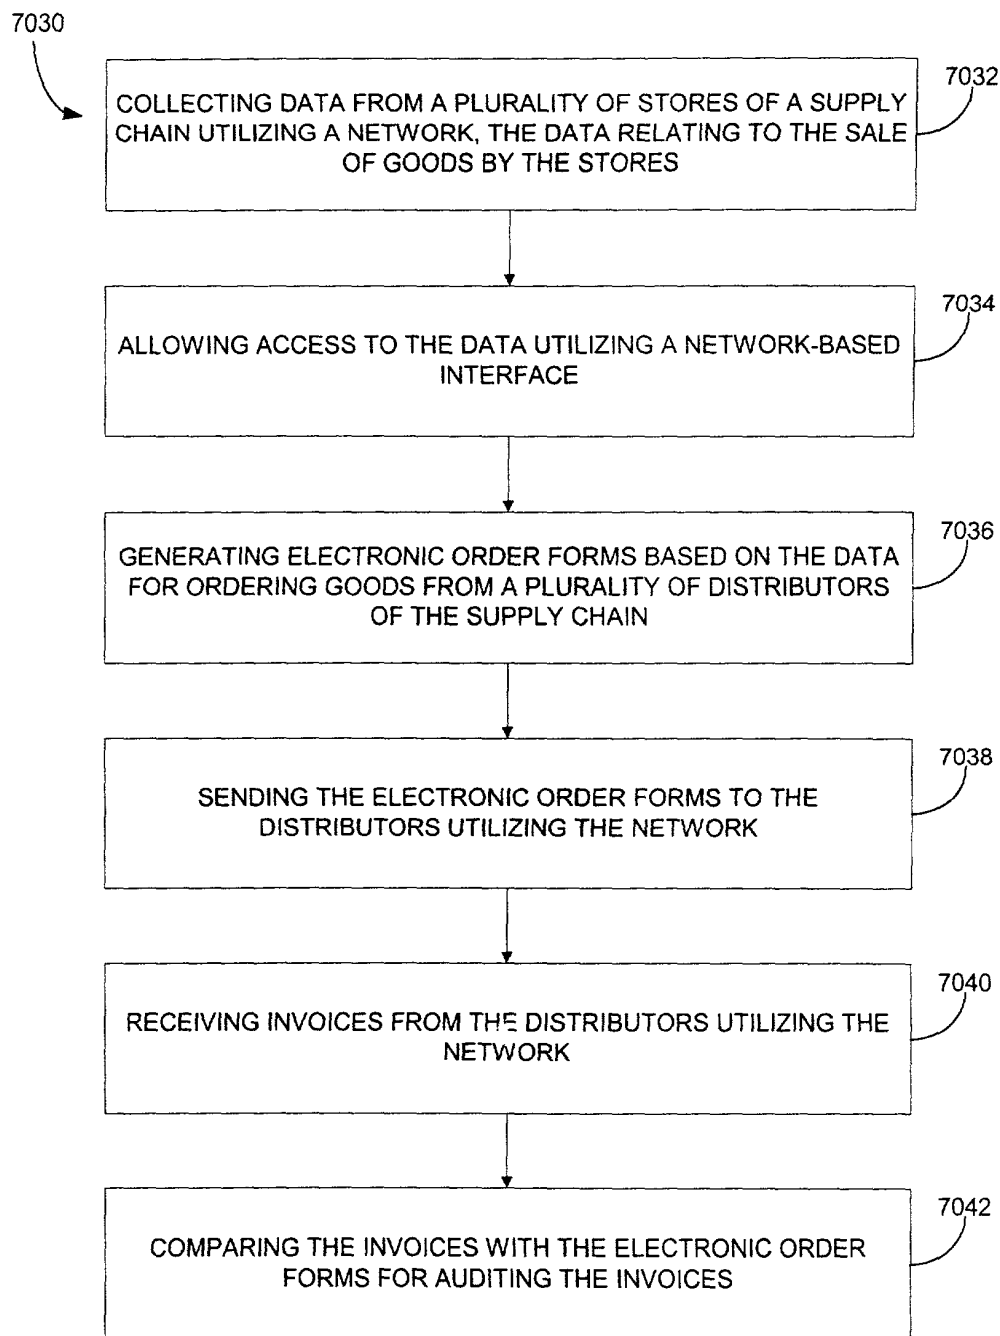 7030
7032
COLLECTING DATA FROM A PLURALITY OF STORES OF A SUPPLY
CHAIN UTILIZING A NETWORK, THE DATA RELATING TO THE SALE
OF GOODS BY THE STORES
7034
ALLOWING ACCESS TO THE DATA UTILIZING A NETWORK-BASED
INTERFACE
7036
GENERATING ELECTRONIC ORDER FORMS BASED ON THE DATA
FOR ORDERING GOODS FROM A PLURALITY OF DISTRIBUTORS
OF THE SUPPLY CHAIN
7038
SENDING THE ELECTRONIC ORDER FORMS TO THE
DISTRIBUTORS UTILIZING THE NETWORK
7040
RECEIVING INVOICES FROM THE DISTRIBUTORS UTILIZING THE
NETWORK
7042
COMPARING THE INVOICES WITH THE ELECTRONIC ORDER
FORMS FOR AUDITING THE INVOICES